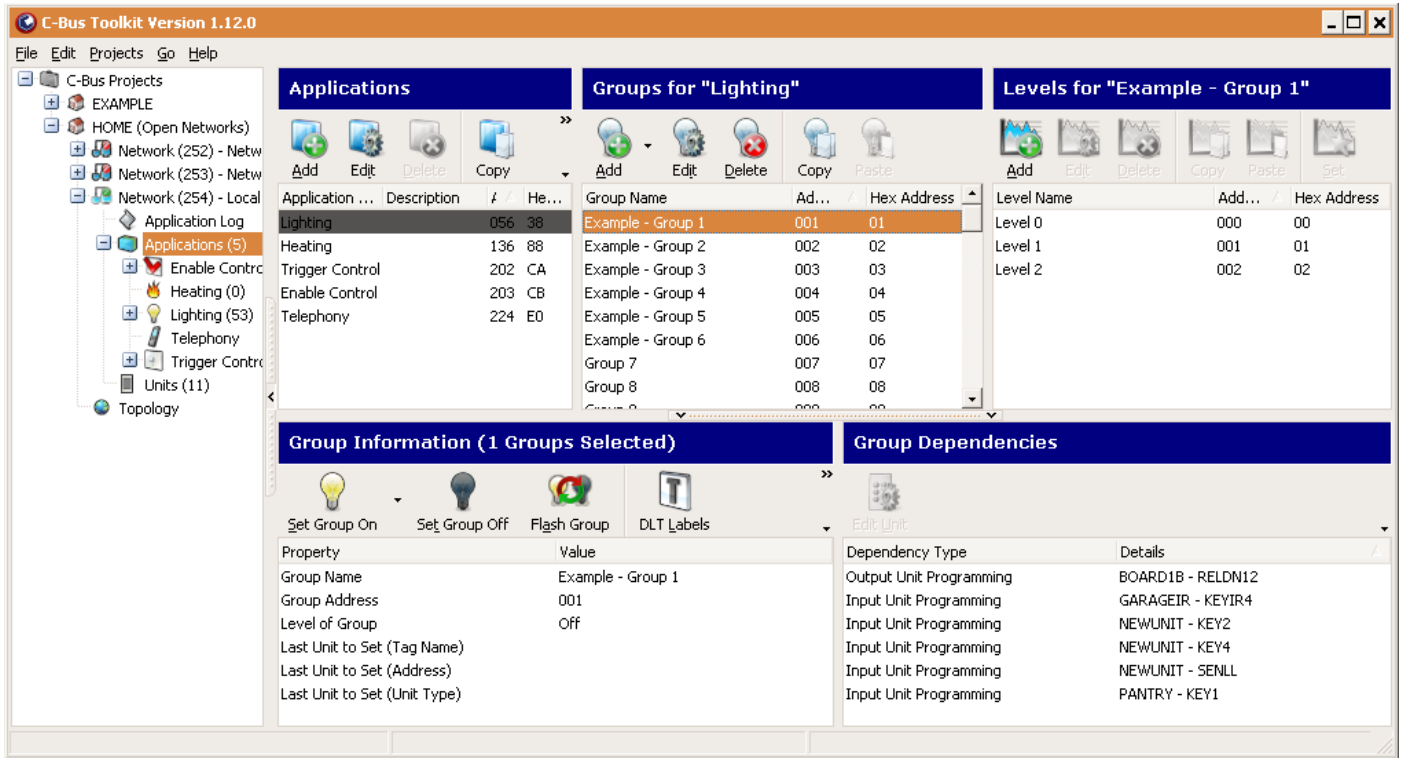 C-Bus Toolkit Version 1.12.0
File Edit Projects Go Help
C-Bus Projects
EXAMPLE
HOME (Open Networks)
Network (252) - Netw
Network (253) - Netw
Network (254) - Local
Application Log
Applications (5)
Enable Contro
Heating (0)
Lighting (53)
Telephony
Trigger Contro
Units (11)
Topology
Applications
Add Edit Delete Copy
Application ... Description He...
Lighting 056 38
Heating 136 88
Trigger Control 202 CA
Enable Control 203 CB
Telephony 224 E0
Groups for "Lighting"
Add Edit Delete Copy Paste
Group Name Ad... Hex Address
Example - Group 1 001 01
Example - Group 2 002 02
Example - Group 3 003 03
Example - Group 4 004 04
Example - Group 5 005 05
Example - Group 6 006 06
Group 7 007 07
Group 8 008 08
Levels for "Example - Group 1"
Add Edit Delete Copy Paste Set
Level Name Add... Hex Address
Level 0 000 00
Level 1 001 01
Level 2 002 02
Group Information (1 Groups Selected)
Set Group On Set Group Off Flash Group DLT Labels
Property Value
Group Name Example - Group 1
Group Address 001
Level of Group Off
Last Unit to Set (Tag Name)
Last Unit to Set (Address)
Last Unit to Set (Unit Type)
Group Dependencies
Edit Unit
Dependency Type Details
Output Unit Programming BOARD1B - RELDN12
Input Unit Programming GARAGEIR - KEYIR4
Input Unit Programming NEWUNIT - KEY2
Input Unit Programming NEWUNIT - KEY4
Input Unit Programming NEWUNIT - SENLL
Input Unit Programming PANTRY - KEY1